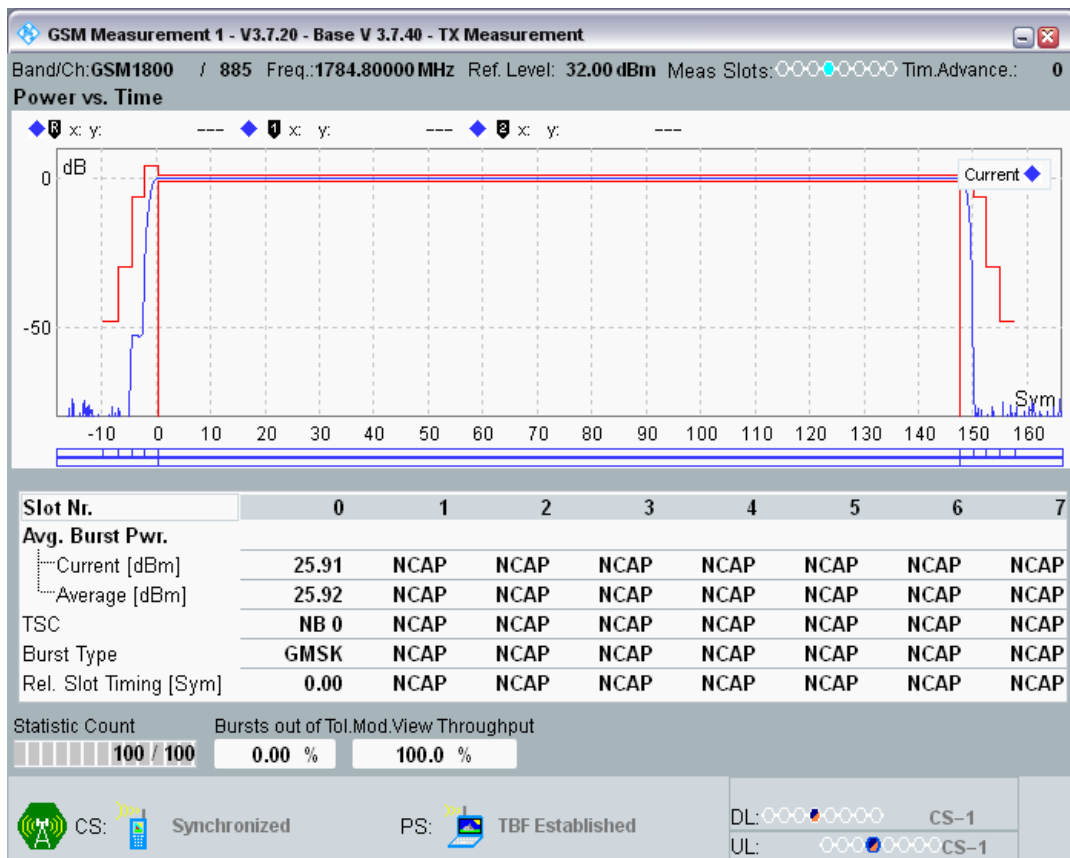 GSM Measurement 1 - V3.7.20 - Base V 3.7.40 - TX Measurement
Band/Ch:GSM1800 / 885 Freq.:1784.80000 MHz Ref. Level: 32.00 dBm Meas Slots: Tim.Advance.: 0
Power vs. Time
R x: y: --- 1 x: y: --- 2 x: y: ---
dB
Current
0
-50
Sym
-10 0 10 20 30 40 50 60 70 80 90 100 110 120 130 140 150 160
Slot Nr. 0 1 2 3 4 5 6 7
Avg. Burst Pwr.
Current [dBm] 25.91 NCAP NCAP NCAP NCAP NCAP NCAP NCAP
Average [dBm] 25.92 NCAP NCAP NCAP NCAP NCAP NCAP NCAP
TSC NB 0 NCAP NCAP NCAP NCAP NCAP NCAP NCAP
Burst Type GMSK NCAP NCAP NCAP NCAP NCAP NCAP NCAP
Rel. Slot Timing [Sym] 0.00 NCAP NCAP NCAP NCAP NCAP NCAP NCAP
Statistic Count Bursts out of Tol.Mod.View Throughput
100 / 100 0.00 % 100.0 %
CS: Synchronized PS: TBF Established
DL: CS-1
UL: CS-1